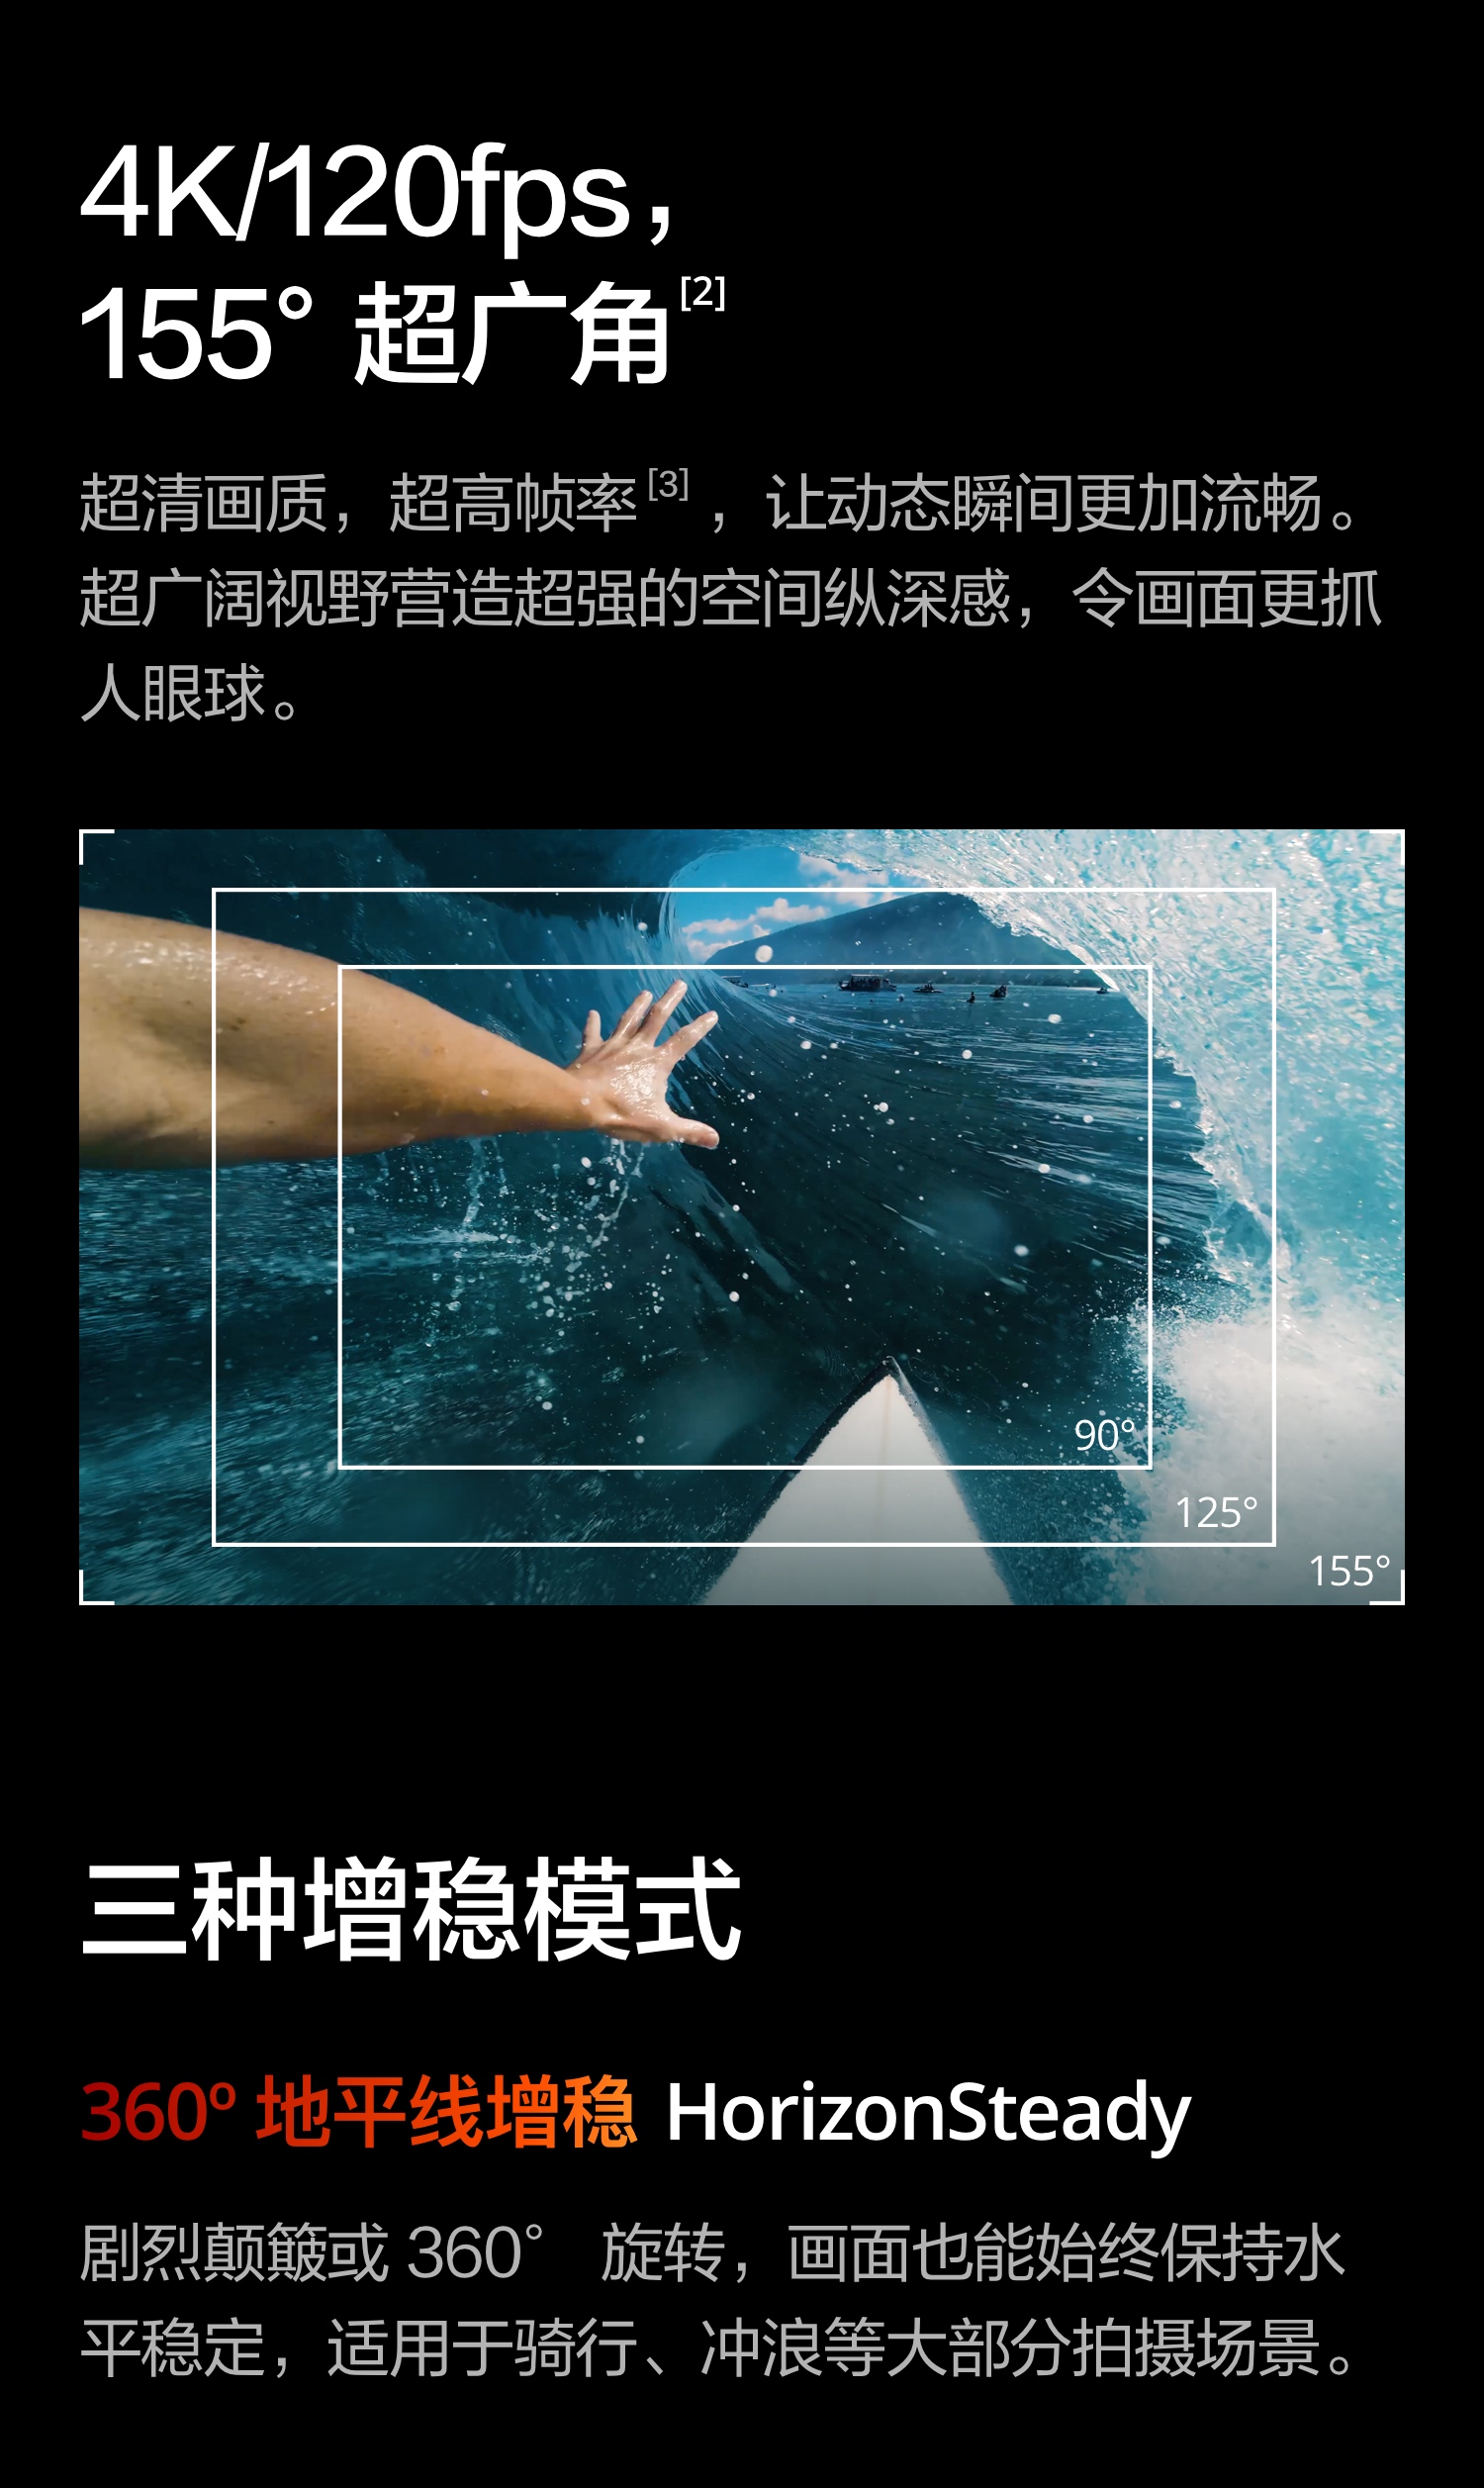 4K/120fps，
155° 超广角[2]
超清画质，超高帧率[3]，让动态瞬间更加流畅。
超广阔视野营造超强的空间纵深感，令画面更抓
人眼球。
90°
125°
155°
三种增稳模式
360° 地平线增稳 HorizonSteady
剧烈颠簸或 360° 旋转，画面也能始终保持水
平稳定，适用于骑行、冲浪等大部分拍摄场景。